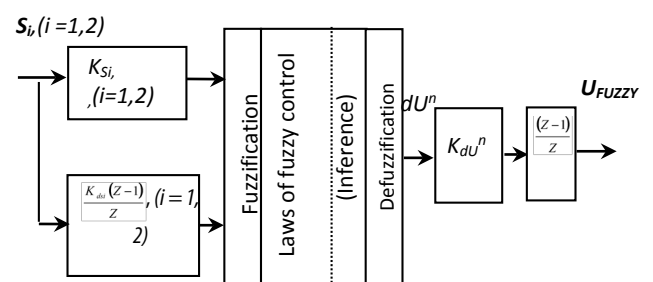 Si,(i =1,2)
KSi,
,(i=1,2)
Kdsi (Z−1)
Z
, (i = 1,
2)
Fuzzification
Laws of fuzzy control
(Inference)
Defuzzification
dUⁿ
KdUⁿ
(Z−1)
Z
UFUZZY